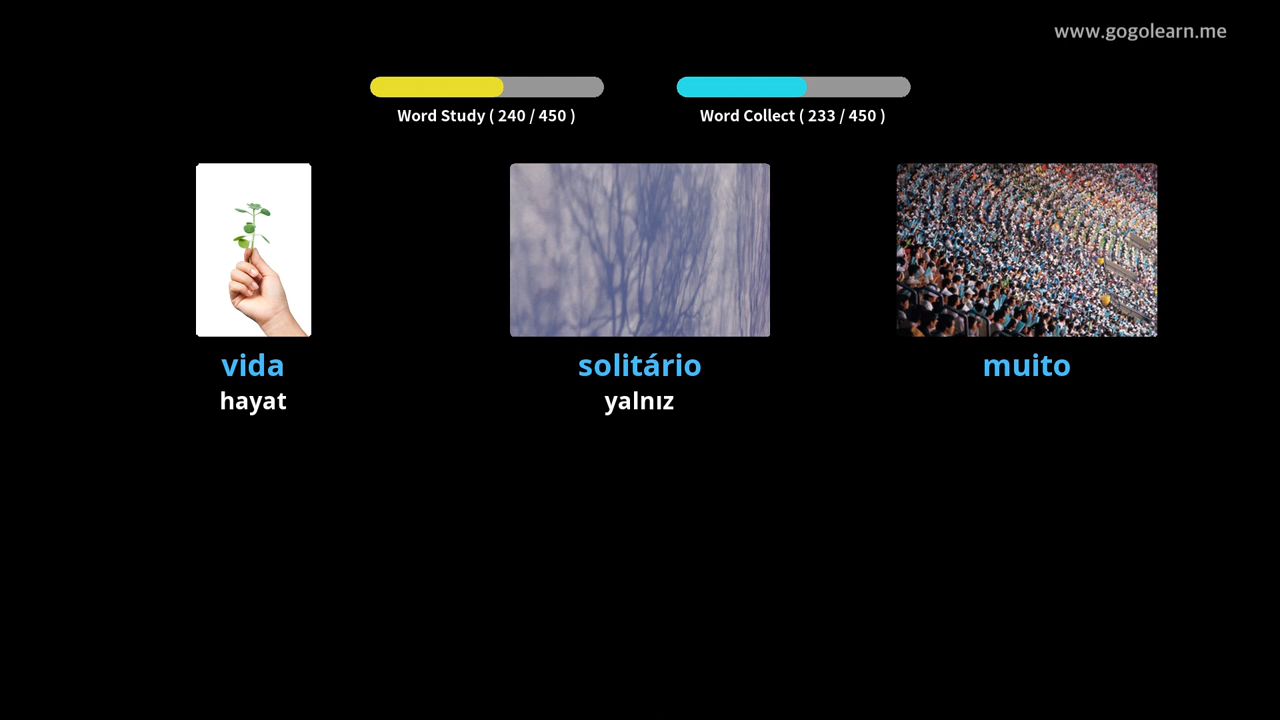 www.gogolearn.me
Word Study ( 240 / 450 )
Word Collect ( 233 / 450 )
vida
hayat
solitário
yalnız
muito